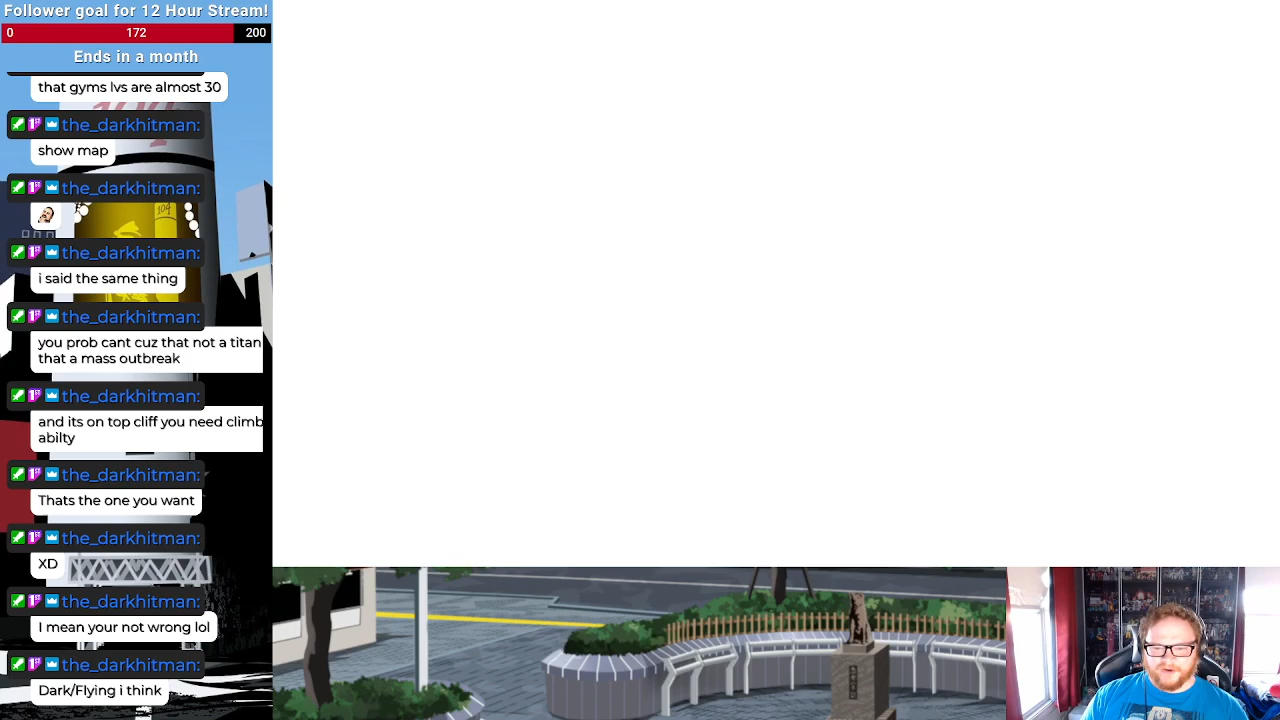 Follower goal for 12 Hour Stream!
0 172 200
Ends in a month
that gyms lvs are almost 30
the_darkhitman:
show map
the_darkhitman:
the_darkhitman:
i said the same thing
the_darkhitman:
you prob cant cuz that not a titan
that a mass outbreak
the_darkhitman:
and its on top cliff you need climb
abilty
the_darkhitman:
Thats the one you want
the_darkhitman:
XD
the_darkhitman:
I mean your not wrong lol
the_darkhitman:
Dark/Flying i think